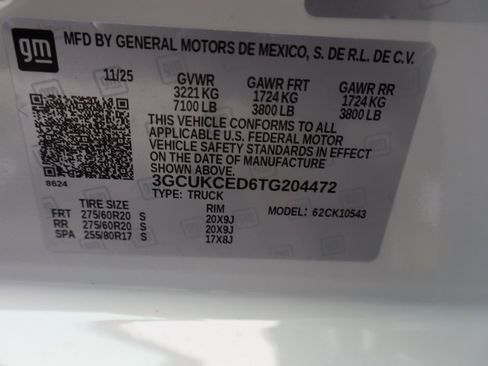 gm
MFD BY GENERAL MOTORS DE MEXICO, S. DE R.L. DE C.V.
11/25 GVWR GAWR FRT GAWR RR
3221 KG 1724 KG 1724 KG
7100 LB 3800 LB 3800 LB
THIS VEHICLE CONFORMS TO ALL
APPLICABLE U.S. FEDERAL MOTOR
VEHICLE SAFETY STANDARDS IN EFFECT
ON THE DATE OF MANUFACTURE
SHOWN ABOVE.
8624 3GCUKCED6TG204472
TYPE: TRUCK
TIRE SIZE RIM MODEL: 62CK10543
FRT 275/60R20 S 20X9J
RR 275/60R20 S 20X9J
SPA 255/80R17 S 17X8J